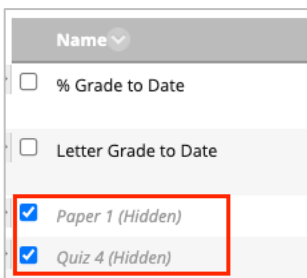 Name
% Grade to Date
Letter Grade to Date
Paper 1 (Hidden)
Quiz 4 (Hidden)